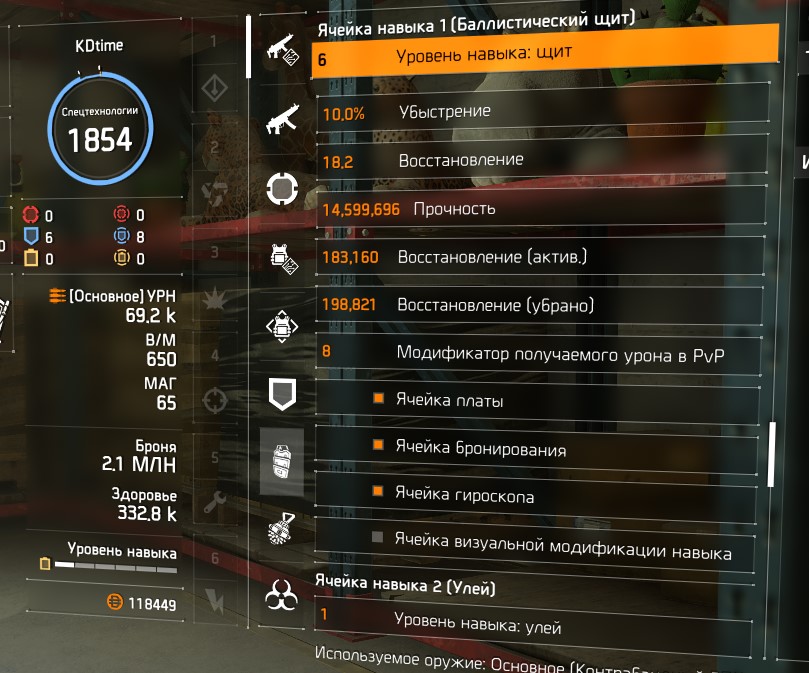 KDtime
Спецтехнологии
1854
0 0
6 8
0 0
[Основное] УРН
69.2 k
В/М
650
МАГ
65
Броня
2.1 МЛН
Здоровье
332.8 k
Уровень навыка
118449
1
2
3
4
5
6
Ячейка навыка 1 (Баллистический щит)
6 Уровень навыка: щит
10,0% Убыстрение
18,2 Восстановление
14,599,696 Прочность
183,160 Восстановление (актив.)
198,821 Восстановление (убрано)
8 Модификатор получаемого урона в PvP
Ячейка платы
Ячейка бронирования
Ячейка гироскопа
Ячейка визуальной модификации навыка
Ячейка навыка 2 (Улей)
1 Уровень навыка: улей
Используемое оружие: Основное